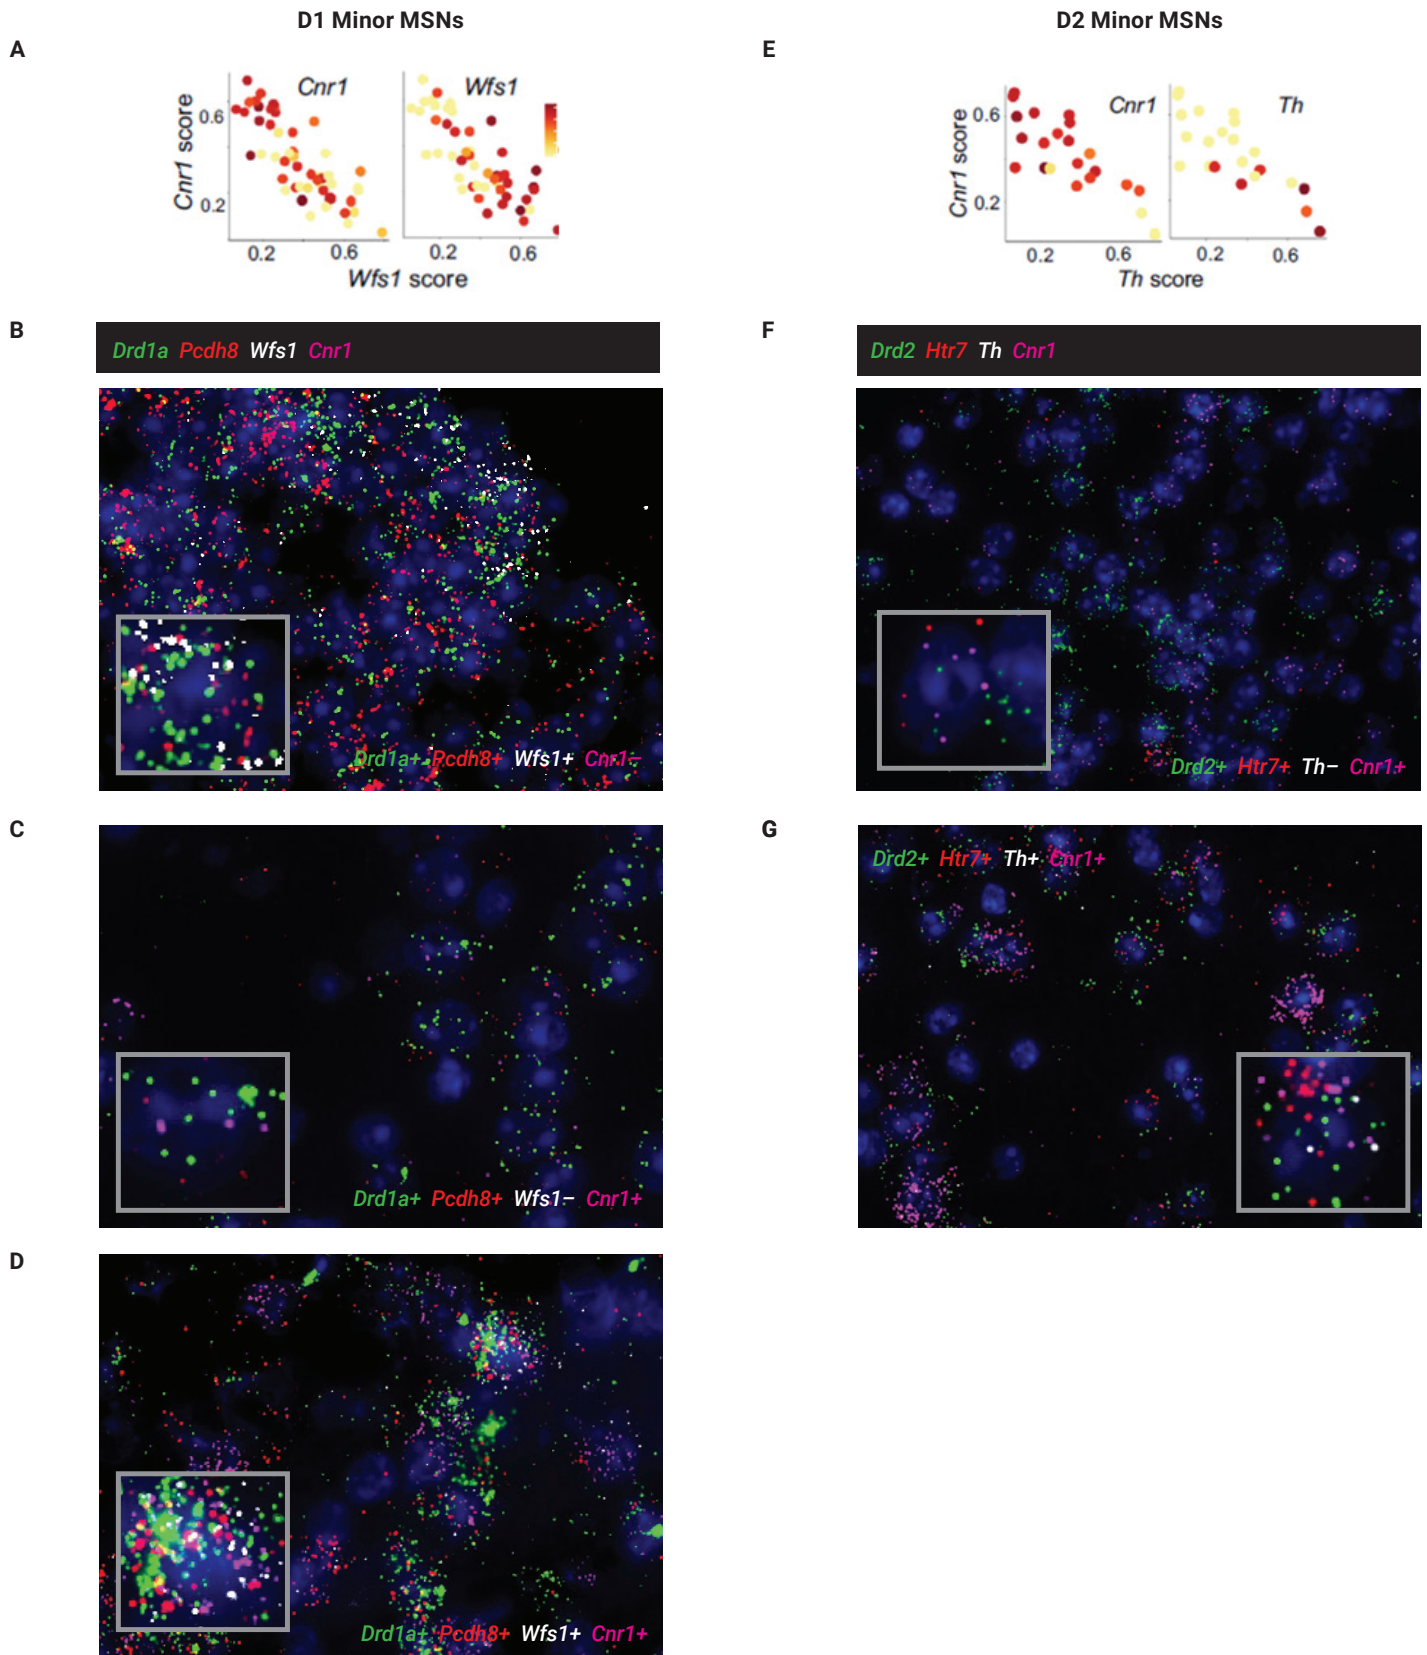 D1 Minor MSNs
D2 Minor MSNs
A
Cnr1
Wfs1
Cnr1 score
0.6
0.2
0.2 0.6 0.2 0.6
Wfs1 score
E
Cnr1
Th
Cnr1 score
0.6
0.2
0.2 0.6 0.2 0.6
Th score
B
Drd1a Pcdh8 Wfs1 Cnr1
Drd1a+ Pcdh8+ Wfs1+ Cnr1–
F
Drd2 Htr7 Th Cnr1
Drd2+ Htr7+ Th– Cnr1+
C
Drd1a+ Pcdh8+ Wfs1– Cnr1+
G
Drd2+ Htr7+ Th+ Cnr1+
D
Drd1a+ Pcdh8+ Wfs1+ Cnr1+